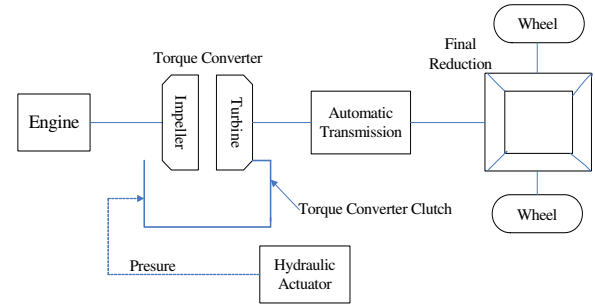 Wheel
Final
Reduction
Torque Converter
Engine
Impeller
Turbine
Automatic
Transmission
Torque Converter Clutch
Wheel
Presure
Hydraulic
Actuator